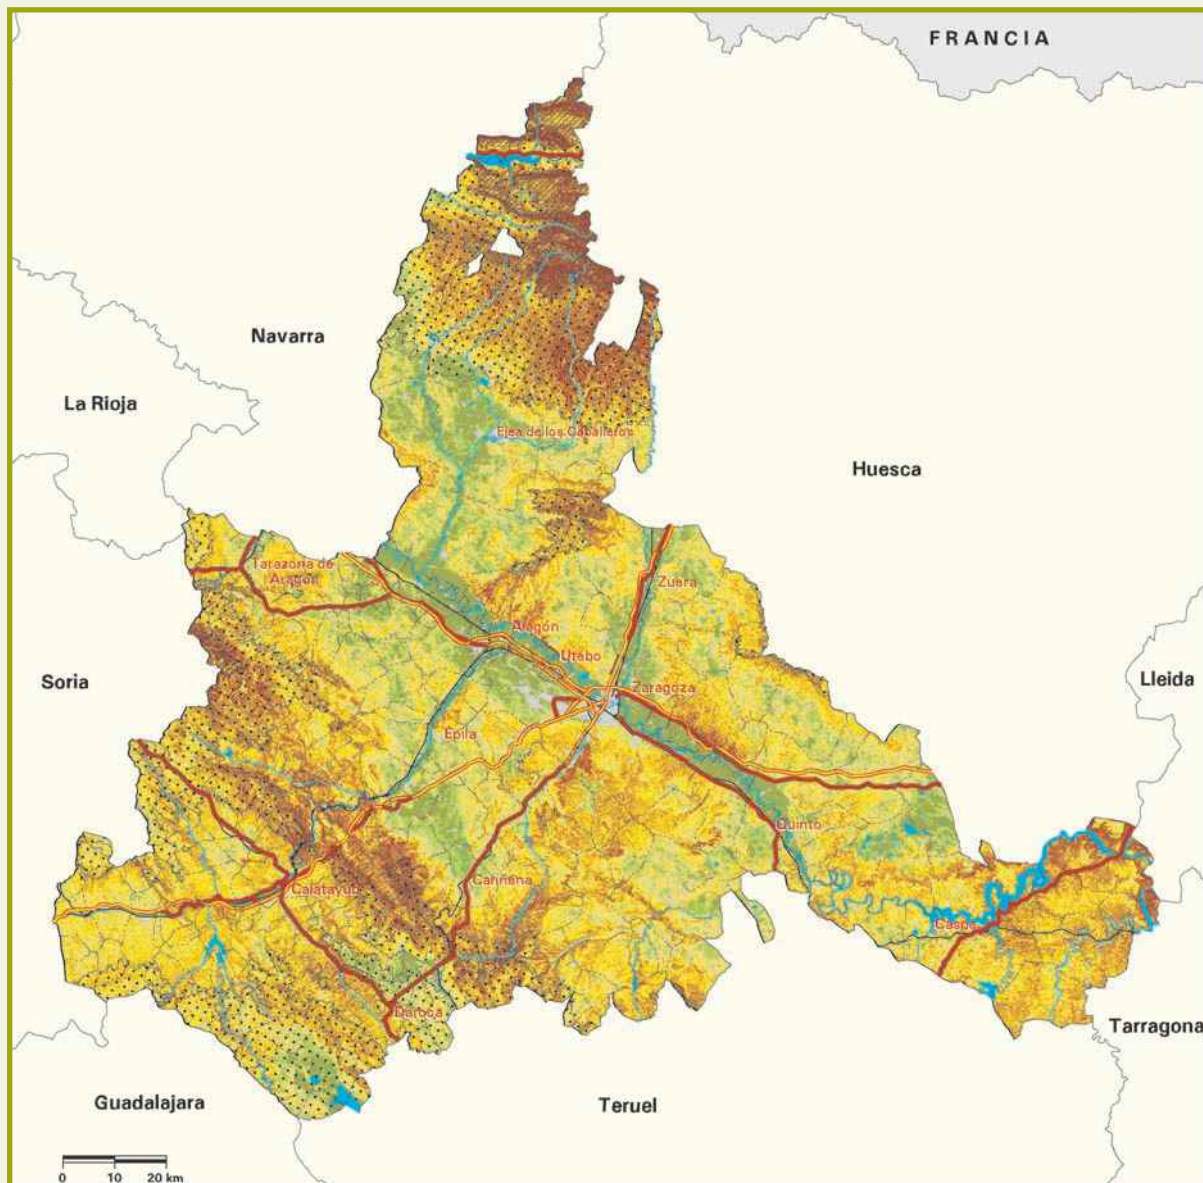 FRANCIA
Navarra
La Rioja
Ejea de los Caballeros
Huesca
Tarazona de
Aragón
Zuera
Alagón
Utebo
Soria
Zaragoza
Lleida
Épila
Quinto
Calatayud
Cariñena
Caspe
Daroca
Tarragona
Guadalajara
Teruel
0 10 20 km